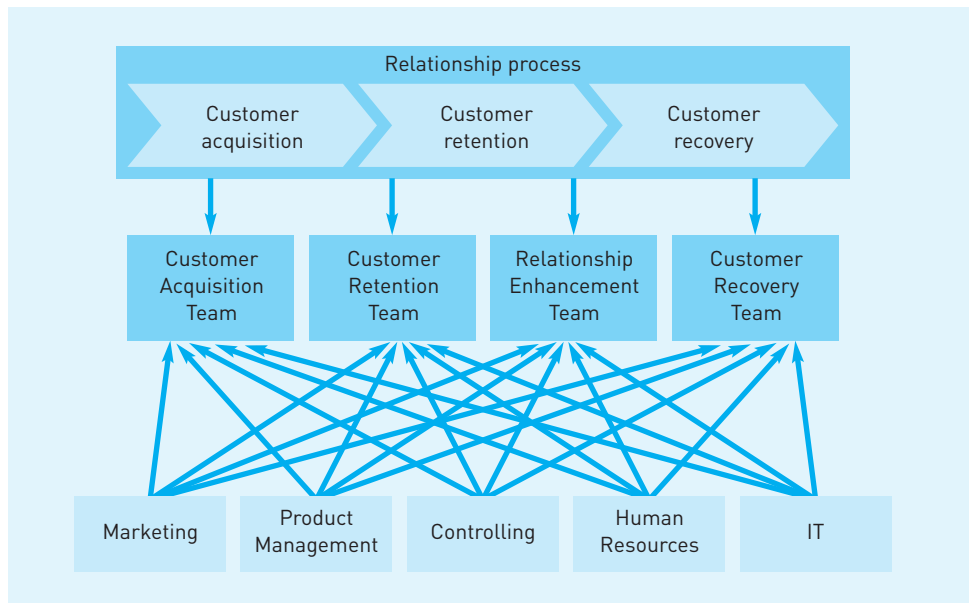 Relationship process
Customer
acquisition
Customer
retention
Customer
recovery
Customer
Acquisition
Team
Customer
Retention
Team
Relationship
Enhancement
Team
Customer
Recovery
Team
Marketing
Product
Management
Controlling
Human
Resources
IT